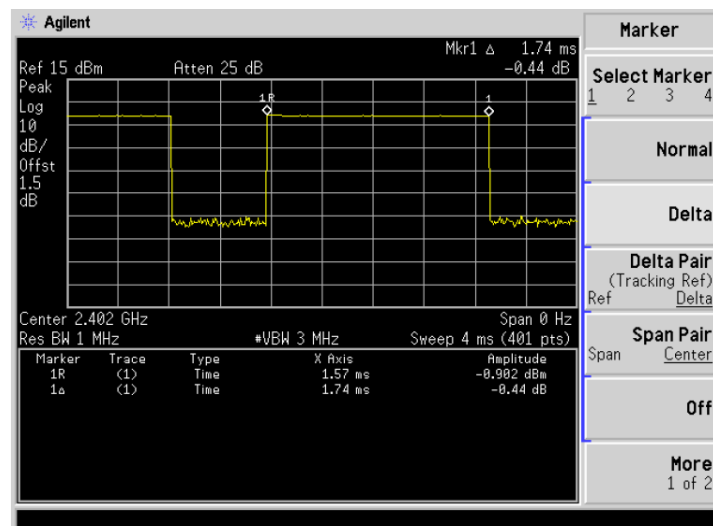 Agilent
Mkr1 Δ 1.74 ms
Ref 15 dBm Atten 25 dB -0.44 dB
Peak
Log
10
dB/
Offst
1.5
dB
1R
1
Center 2.402 GHz Span 0 Hz
Res BW 1 MHz #VBW 3 MHz Sweep 4 ms (401 pts)
Marker Trace Type X Axis Amplitude
1R (1) Time 1.57 ms -0.902 dBm
1Δ (1) Time 1.74 ms -0.44 dB
Marker
Select Marker
1 2 3 4
Normal
Delta
Delta Pair
(Tracking Ref)
Ref Delta
Span Pair
Span Center
Off
More
1 of 2